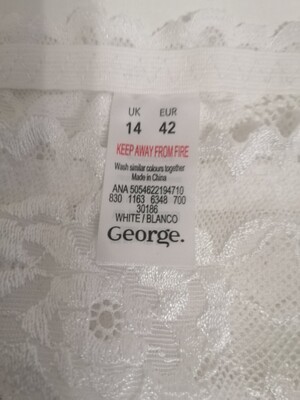 UK EUR
14 42
KEEP AWAY FROM FIRE
Wash similar colours together
Made in China
ANA 5054622194710
830 1163 6348 700
30186
WHITE / BLANCO
George.